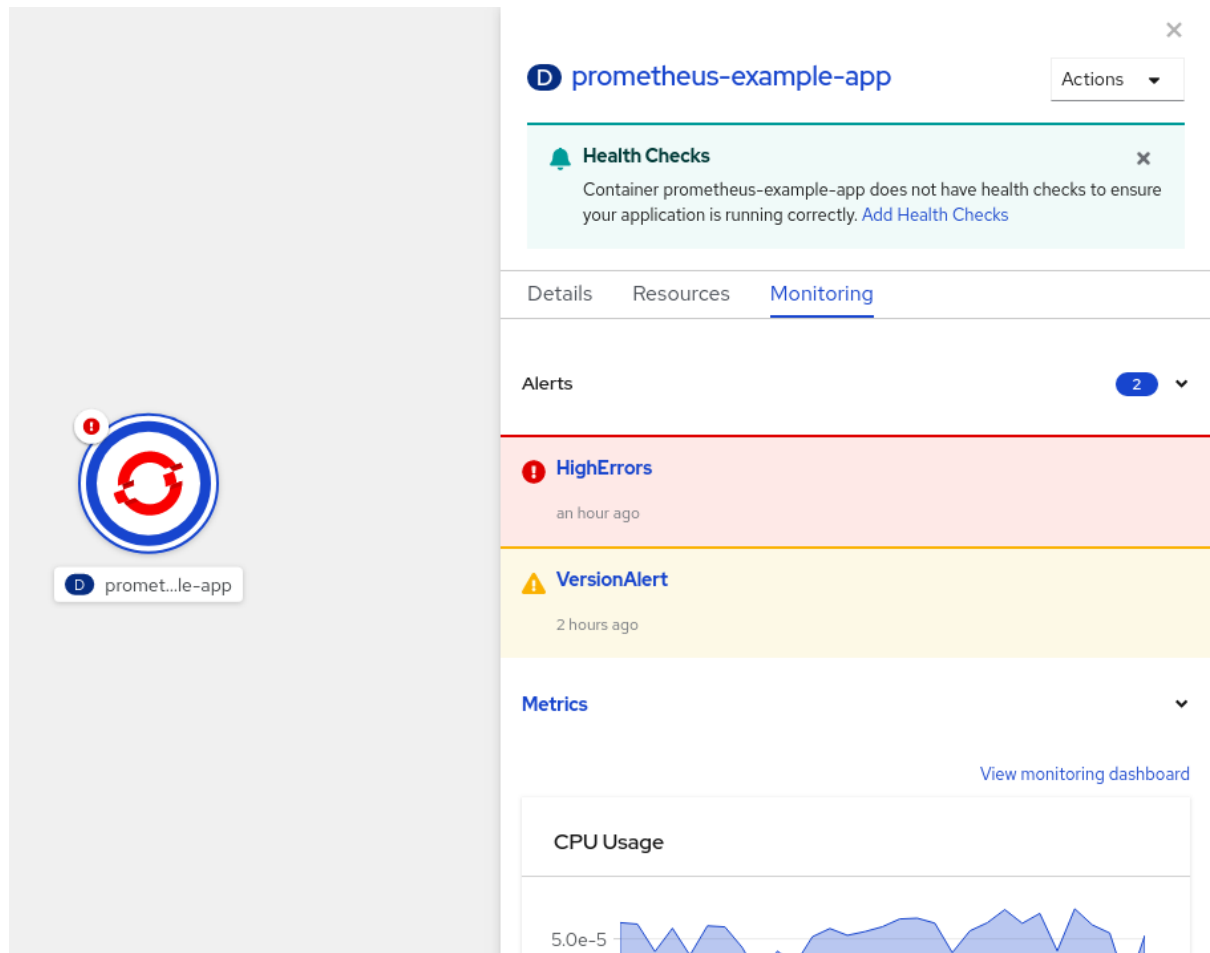 D prometheus-example-app
Actions
Health Checks
Container prometheus-example-app does not have health checks to ensure
your application is running correctly. Add Health Checks
Details Resources Monitoring
Alerts
2
HighErrors
an hour ago
D promet...le-app
VersionAlert
2 hours ago
Metrics
View monitoring dashboard
CPU Usage
5.0e-5